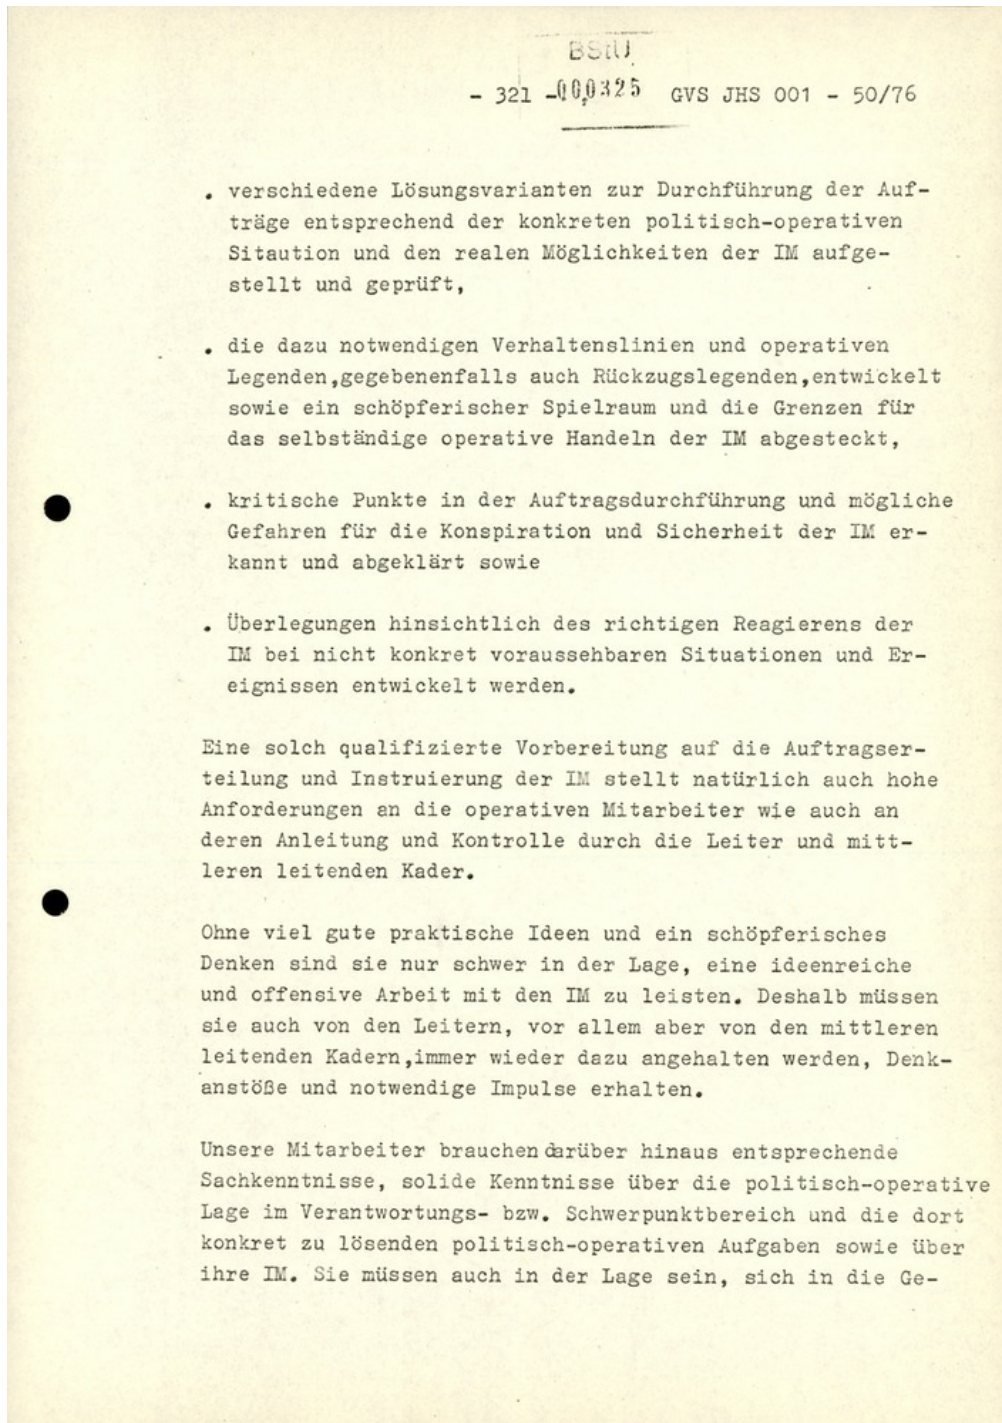 BStU
- 321 - 000325 GVS JHS 001 - 50/76
. verschiedene Lösungsvarianten zur Durchführung der Auf-
träge entsprechend der konkreten politisch-operativen
Sitaution und den realen Möglichkeiten der IM aufge-
stellt und geprüft,
. die dazu notwendigen Verhaltenslinien und operativen
Legenden,gegebenenfalls auch Rückzugslegenden,entwickelt
sowie ein schöpferischer Spielraum und die Grenzen für
das selbständige operative Handeln der IM abgesteckt,
. kritische Punkte in der Auftragsdurchführung und mögliche
Gefahren für die Konspiration und Sicherheit der IM er-
kannt und abgeklärt sowie
. Überlegungen hinsichtlich des richtigen Reagierens der
IM bei nicht konkret voraussehbaren Situationen und Er-
eignissen entwickelt werden.
Eine solch qualifizierte Vorbereitung auf die Auftragser-
teilung und Instruierung der IM stellt natürlich auch hohe
Anforderungen an die operativen Mitarbeiter wie auch an
deren Anleitung und Kontrolle durch die Leiter und mitt-
leren leitenden Kader.
Ohne viel gute praktische Ideen und ein schöpferisches
Denken sind sie nur schwer in der Lage, eine ideenreiche
und offensive Arbeit mit den IM zu leisten. Deshalb müssen
sie auch von den Leitern, vor allem aber von den mittleren
leitenden Kadern,immer wieder dazu angehalten werden, Denk-
anstöße und notwendige Impulse erhalten.
Unsere Mitarbeiter brauchen darüber hinaus entsprechende
Sachkenntnisse, solide Kenntnisse über die politisch-operative
Lage im Verantwortungs- bzw. Schwerpunktbereich und die dort
konkret zu lösenden politisch-operativen Aufgaben sowie über
ihre IM. Sie müssen auch in der Lage sein, sich in die Ge-